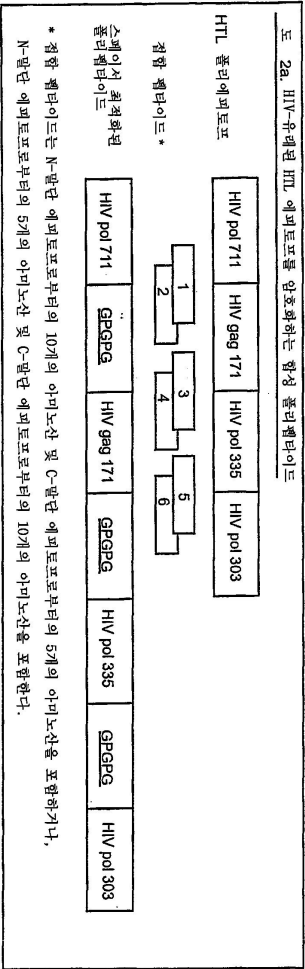 도 2a. HIV-유래된 HTL 에피토프를 암호화하는 합성 폴리펩타이드
HTL 폴리에피토프
HIV pol 711 HIV gag 171 HIV pol 335 HIV pol 303
접합 펩타이드 *
1 3 5
2 4 6
스페이서 최적화된
폴리펩타이드
HIV pol 711 GPGPG HIV gag 171 GPGPG HIV pol 335 GPGPG HIV pol 303
* 접합 펩타이드는 N-말단 에피토프로부터의 10개의 아미노산 및 C-말단 에피토프로부터의 5개의 아미노산을 포함하거나,
N-말단 에피토프로부터의 5개의 아미노산 및 C-말단 에피토프로부터의 10개의 아미노산을 포함한다.